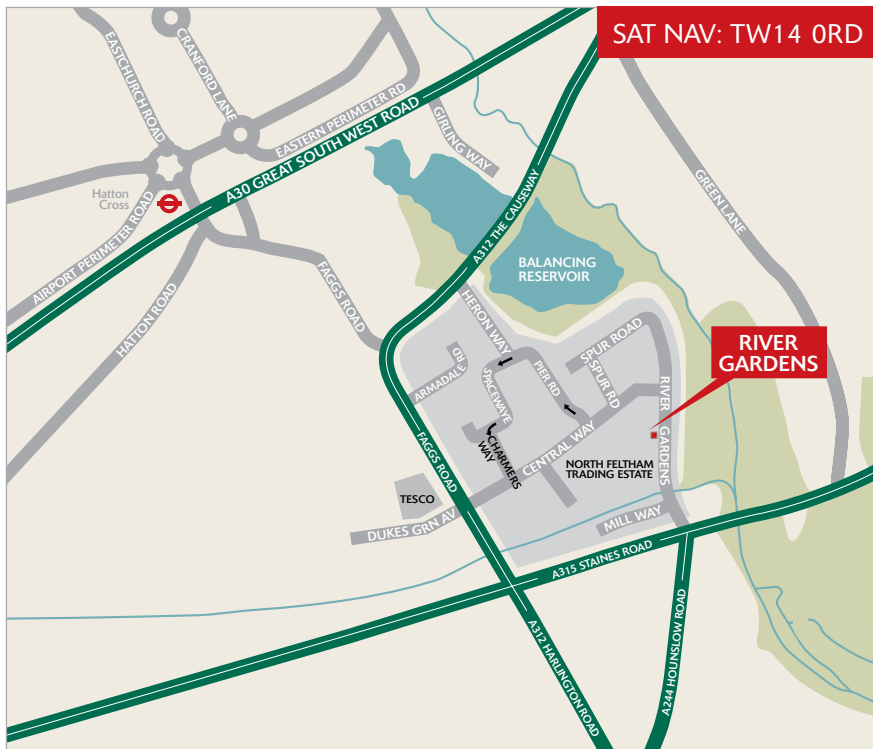 SAT NAV: TW14 0RD
EASTCHURCH ROAD
CRANFORD LANE
EASTERN PERIMETER RD
A30 GREAT SOUTH WEST ROAD
GIRLING WAY
GREEN LANE
Hatton
Cross
AIRPORT PERIMETER ROAD
HATTON ROAD
FAGGS ROAD
A312 THE CAUSEWAY
BALANCING
RESERVOIR
HERON WAY
SPUR ROAD
SPUR RD
PIER RD
ARMADALE RD
SPACEWAYE
RIVER
GARDENS
RIVER GARDENS
FAGGS ROAD
CHARMERS
WAY
CENTRAL WAY
NORTH FELTHAM
TRADING ESTATE
TESCO
DUKES GRN AV
MILL WAY
A315 STAINES ROAD
A312 HARLINGTON ROAD
A244 HOUNSLOW ROAD